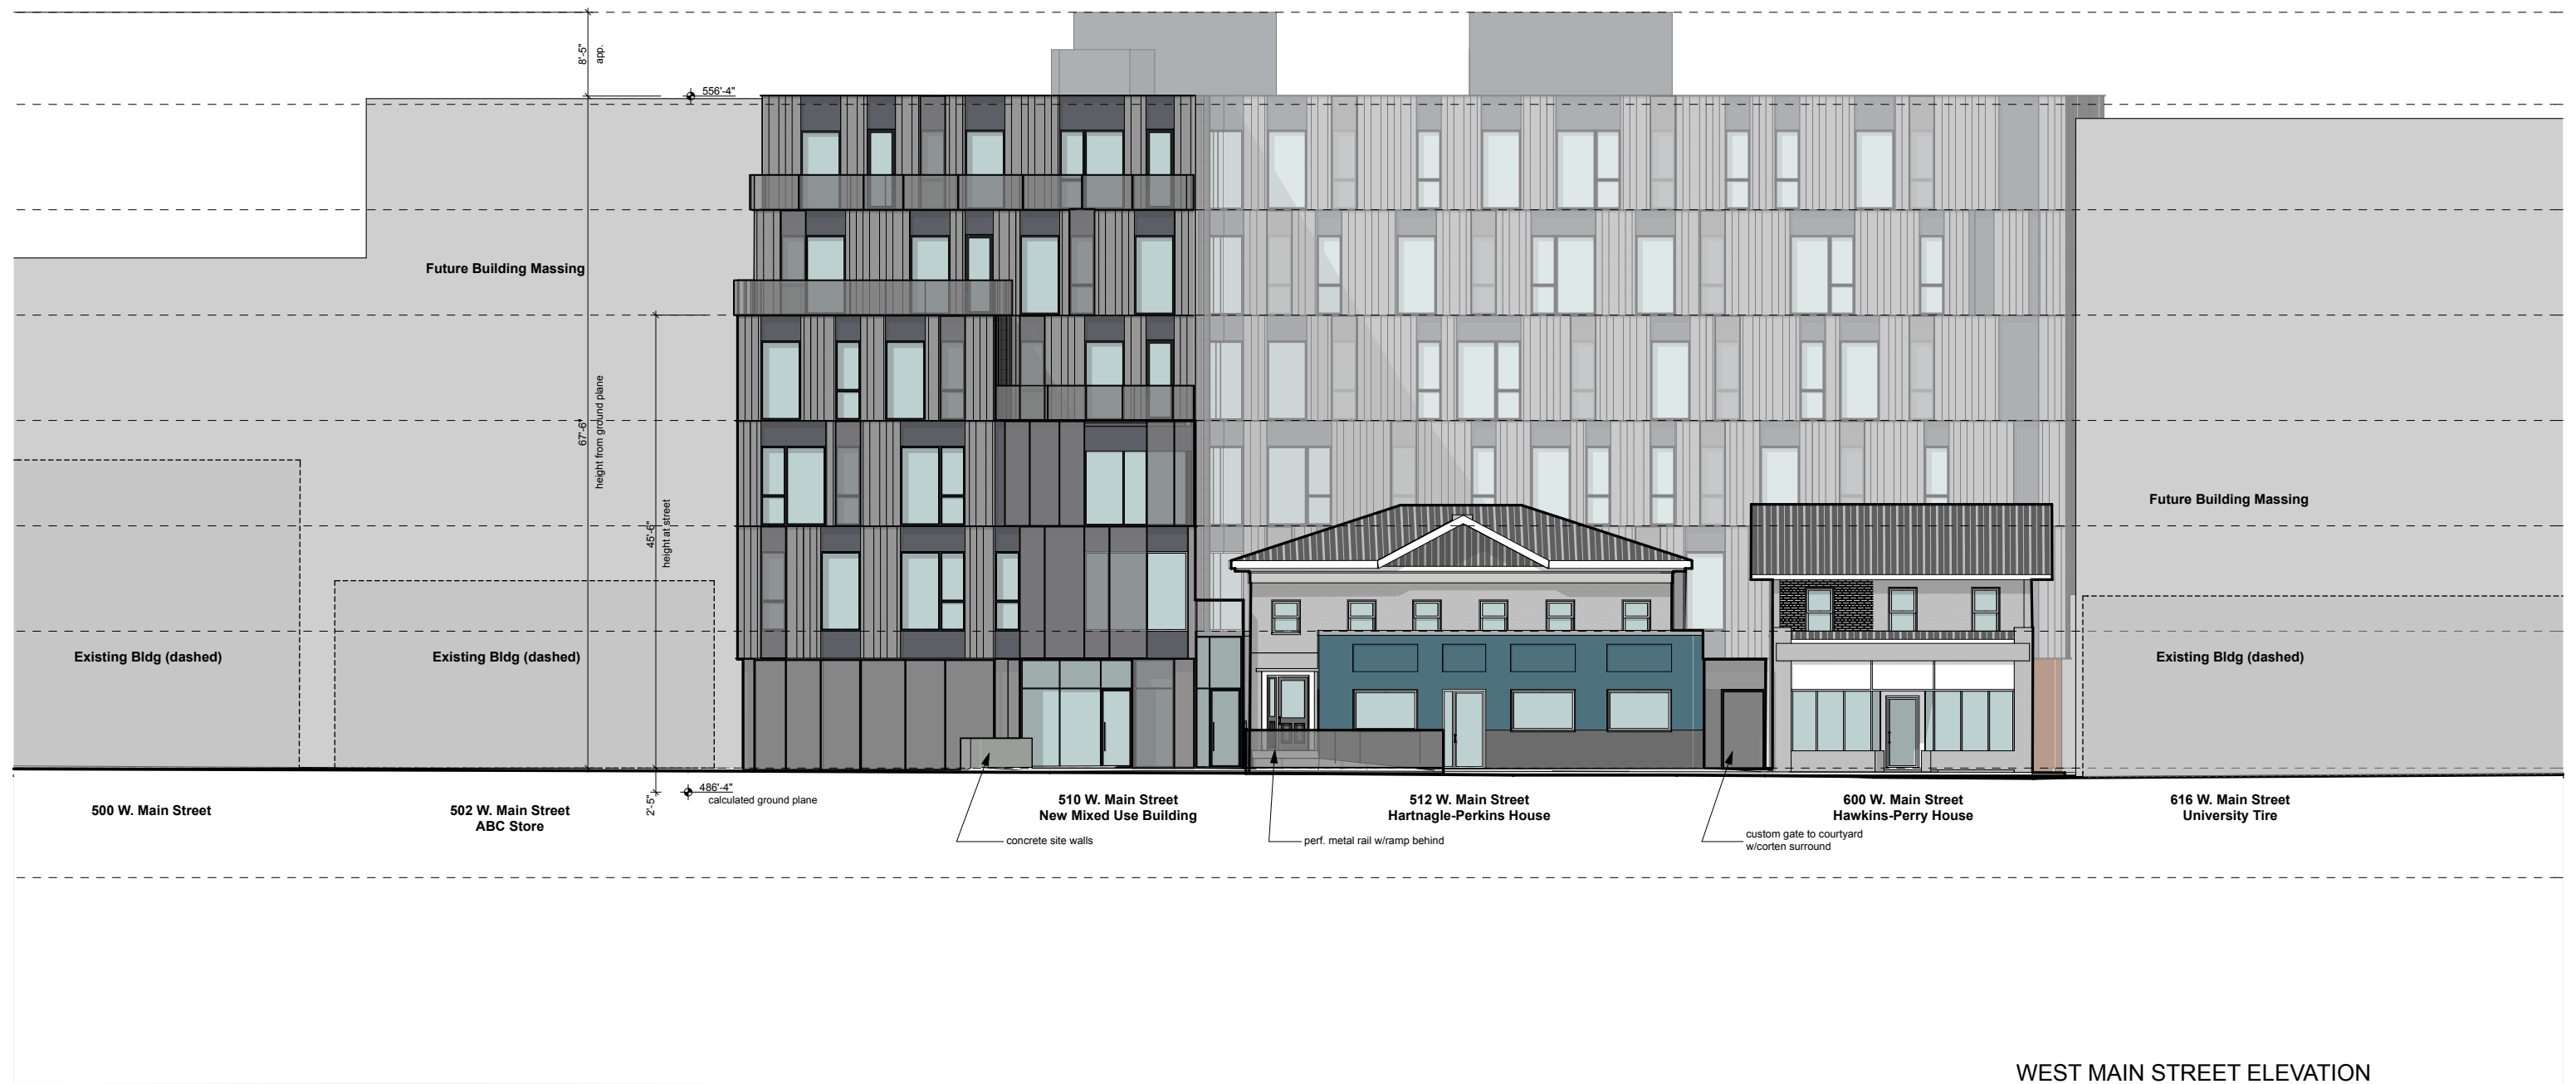 8'-5"
app.
556'-4"
Future Building Massing
67'-6"
height from ground plane
45'-6"
height at street
Future Building Massing
Existing Bldg (dashed)
Existing Bldg (dashed)
Existing Bldg (dashed)
2'-5"
486'-4"
calculated ground plane
500 W. Main Street
502 W. Main Street
ABC Store
510 W. Main Street
New Mixed Use Building
512 W. Main Street
Hartnagle-Perkins House
600 W. Main Street
Hawkins-Perry House
616 W. Main Street
University Tire
concrete site walls
perf. metal rail w/ramp behind
custom gate to courtyard
w/corten surround
WEST MAIN STREET ELEVATION